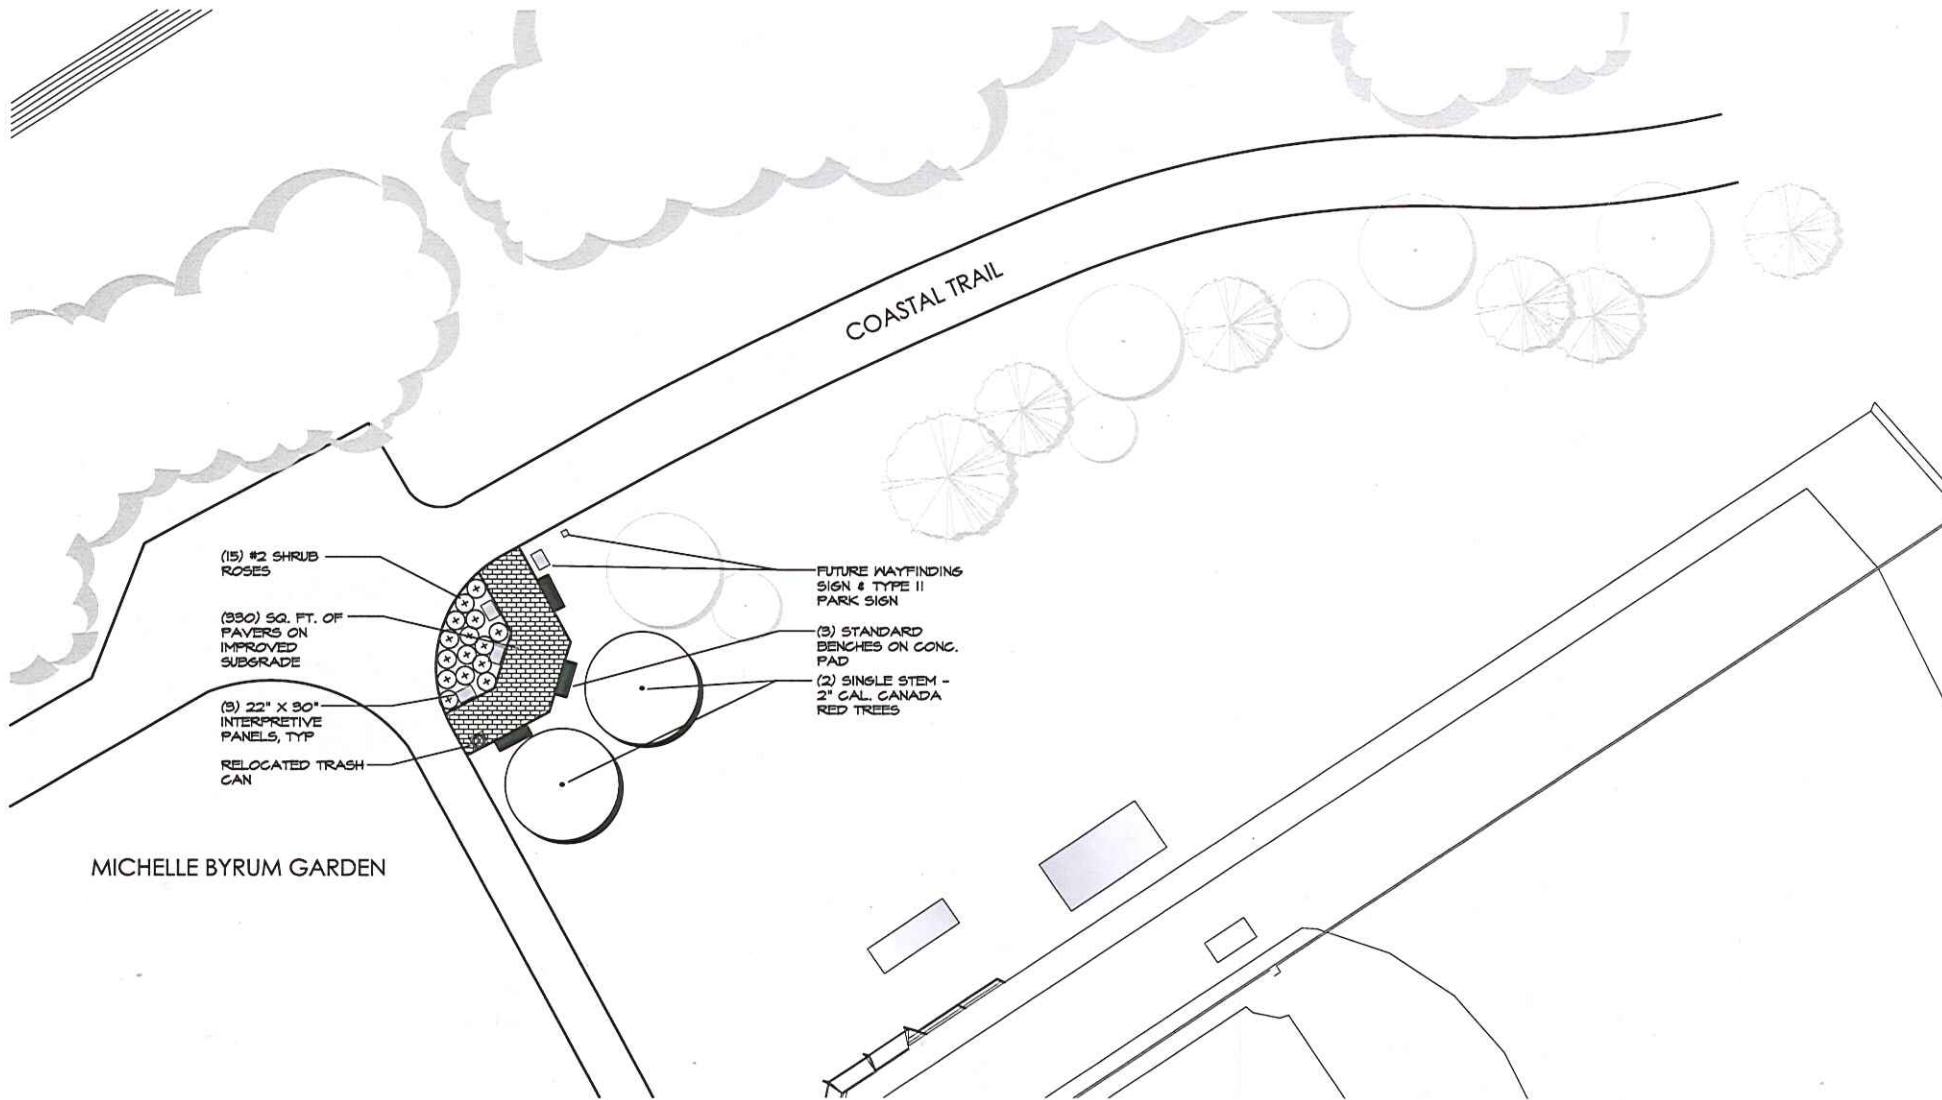 COASTAL TRAIL
(15) #2 SHRUB
ROSES
(330) SQ. FT. OF
PAVERS ON
IMPROVED
SUBGRADE
(3) 22" X 30"
INTERPRETIVE
PANELS, TYP
RELOCATED TRASH
CAN
FUTURE WAYFINDING
SIGN & TYPE II
PARK SIGN
(3) STANDARD
BENCHES ON CONC.
PAD
(2) SINGLE STEM -
2" CAL. CANADA
RED TREES
MICHELLE BYRUM GARDEN